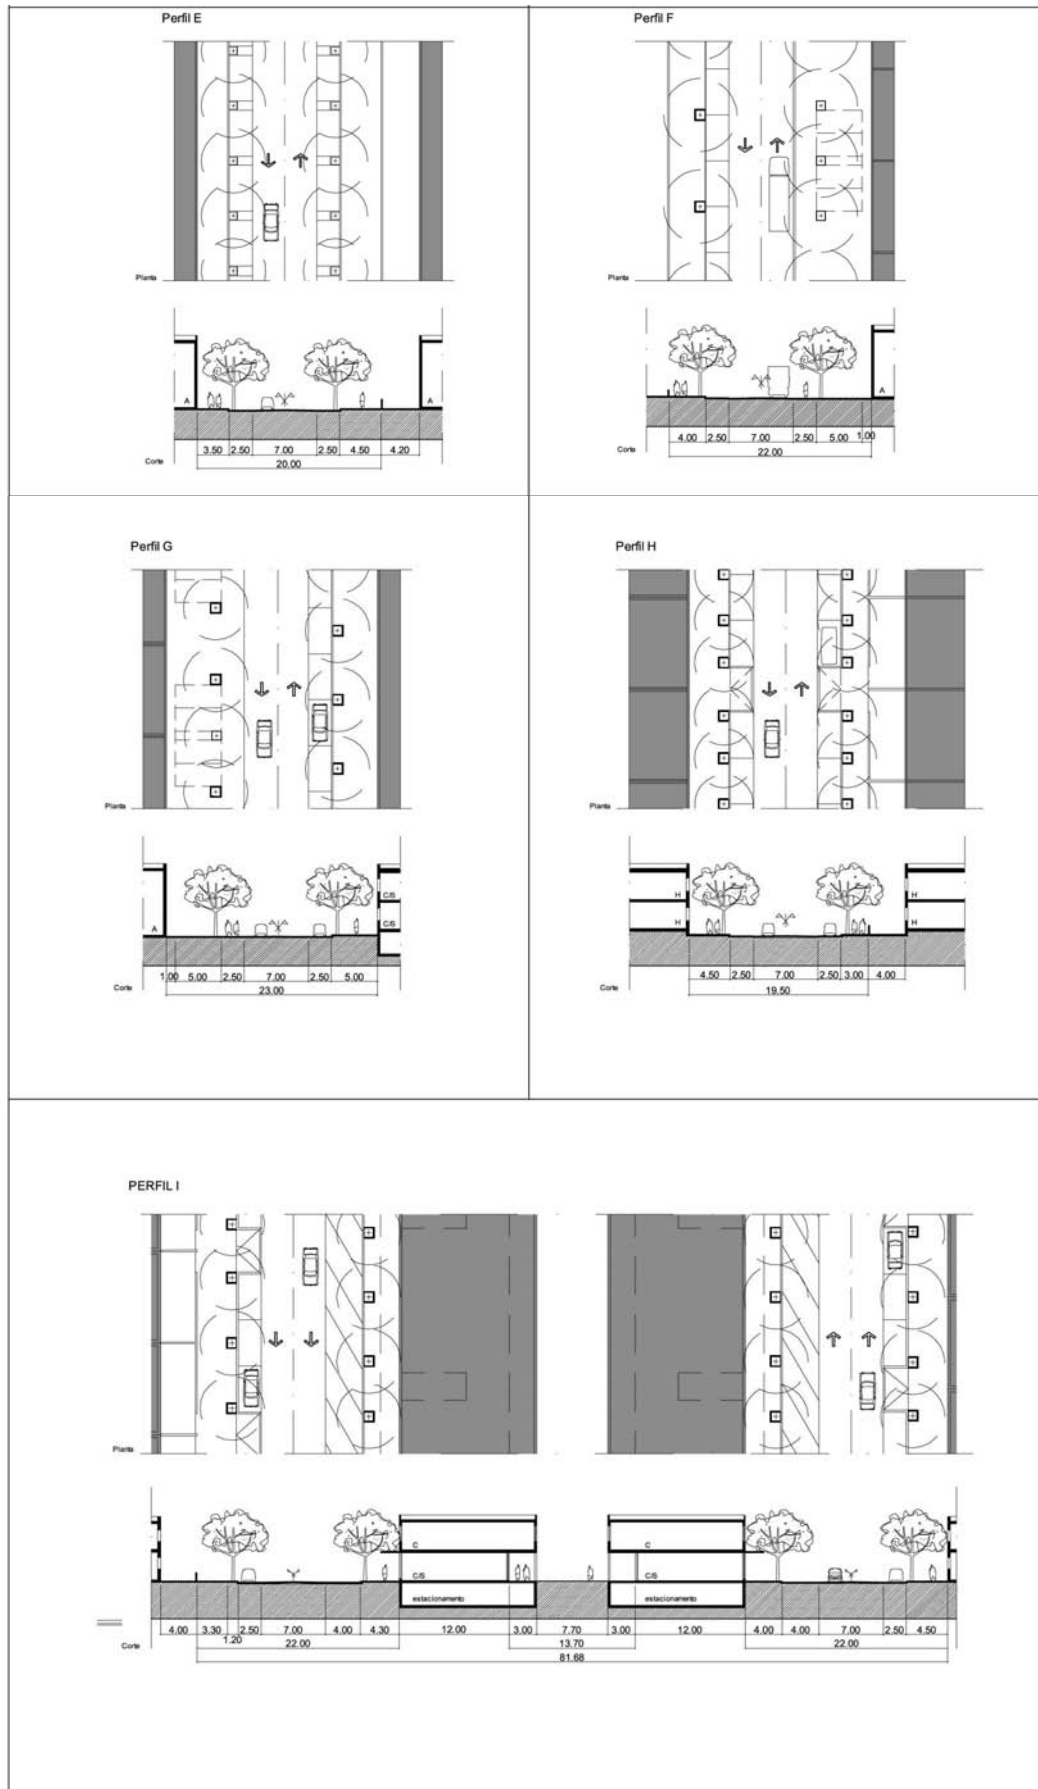 Perfil E
Planta
A
A
3.50 2.50 7.00 2.50 4.50 4.20
Corte
20.00
Perfil F
Planta
A
4.00 2.50 7.00 2.50 5.00 1.00
Corte
22.00
Perfil G
Planta
C/S
A
C/S
1.00 5.00 2.50 7.00 2.50 5.00
Corte
23.00
Perfil H
Planta
H
H
H
H
4.50 2.50 7.00 2.50 3.00 4.00
Corte
19.50
PERFIL I
Planta
C
C
C/S
C/S
estacionamento
estacionamento
4.00 3.30 2.50 7.00 4.00 4.30 12.00 3.00 7.70 3.00 12.00 4.00 4.00 7.00 2.50 4.50
1.20
Corte
22.00 13.70 22.00
81.68